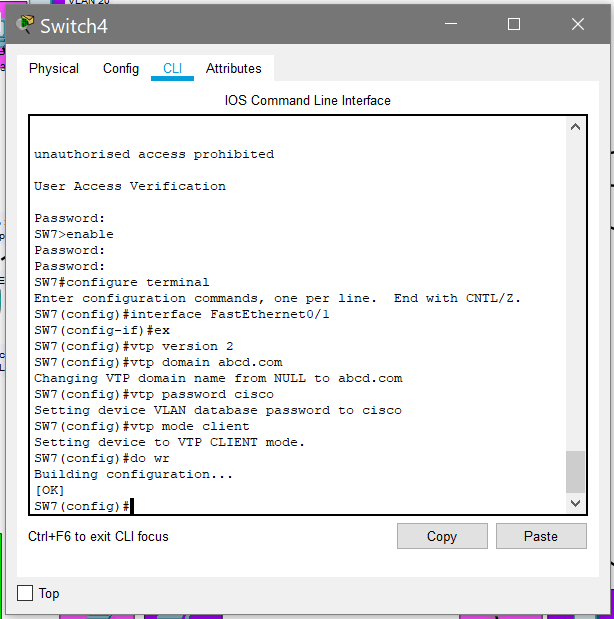 VLAN 20
Switch4
Physical Config CLI Attributes
IOS Command Line Interface
unauthorised access prohibited
User Access Verification
Password:
SW7>enable
Password:
Password:
SW7#configure terminal
Enter configuration commands, one per line.  End with CNTL/Z.
SW7(config)#interface FastEthernet0/1
SW7(config-if)#ex
SW7(config)#vtp version 2
SW7(config)#vtp domain abcd.com
Changing VTP domain name from NULL to abcd.com
SW7(config)#vtp password cisco
Setting device VLAN database password to cisco
SW7(config)#vtp mode client
Setting device to VTP CLIENT mode.
SW7(config)#do wr
Building configuration...
[OK]
SW7(config)#
Ctrl+F6 to exit CLI focus
Copy Paste
Top